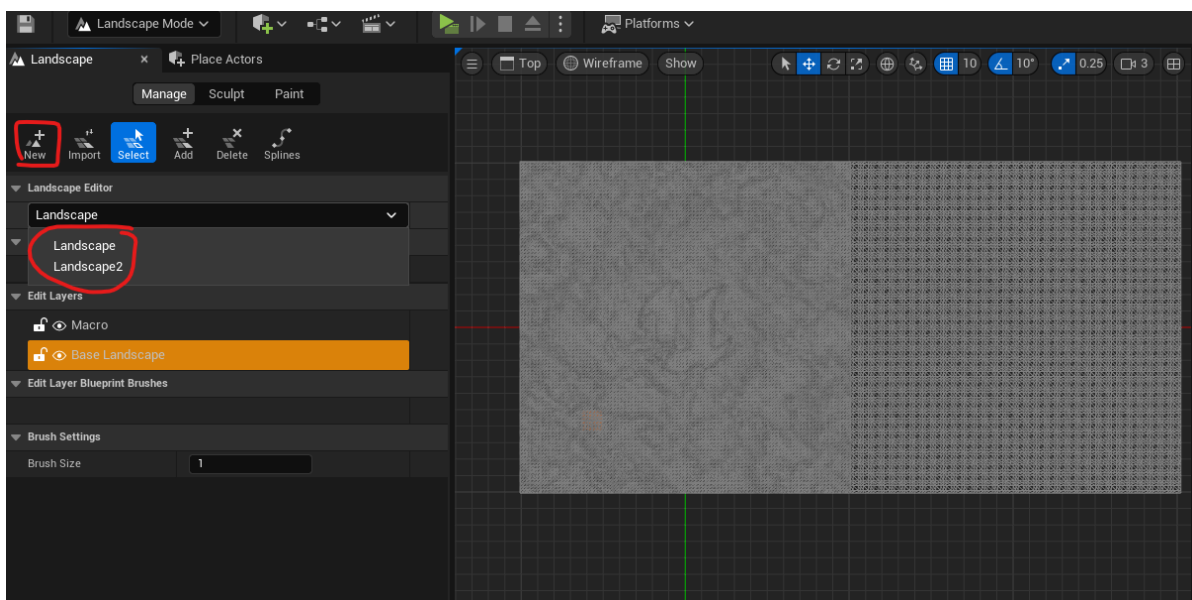 Landscape Mode
Platforms
Landscape
Place Actors
Manage Sculpt Paint
New Import Select Add Delete Splines
Landscape Editor
Landscape
Landscape
Landscape2
Edit Layers
Macro
Base Landscape
Edit Layer Blueprint Brushes
Brush Settings
Brush Size 1
Top Wireframe Show 10 10° 0.25 3